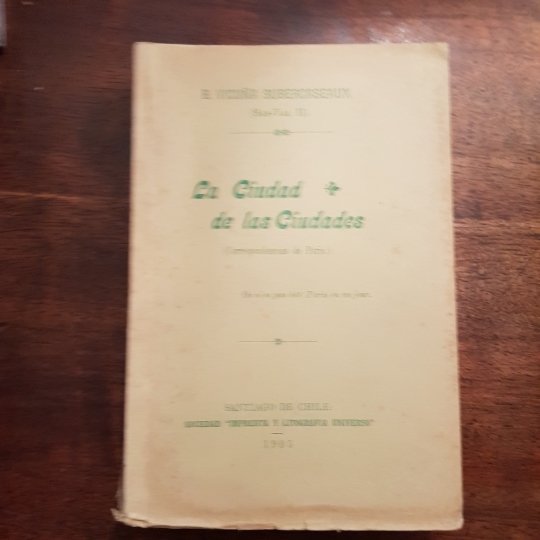 B. VICUÑA SUBERCASEAUX
La Ciudad
de las Ciudades
(Correspondencias de Paris)
SANTIAGO DE CHILE
SOCIEDAD "IMPRENTA Y LITOGRAFIA UNIVERSO"